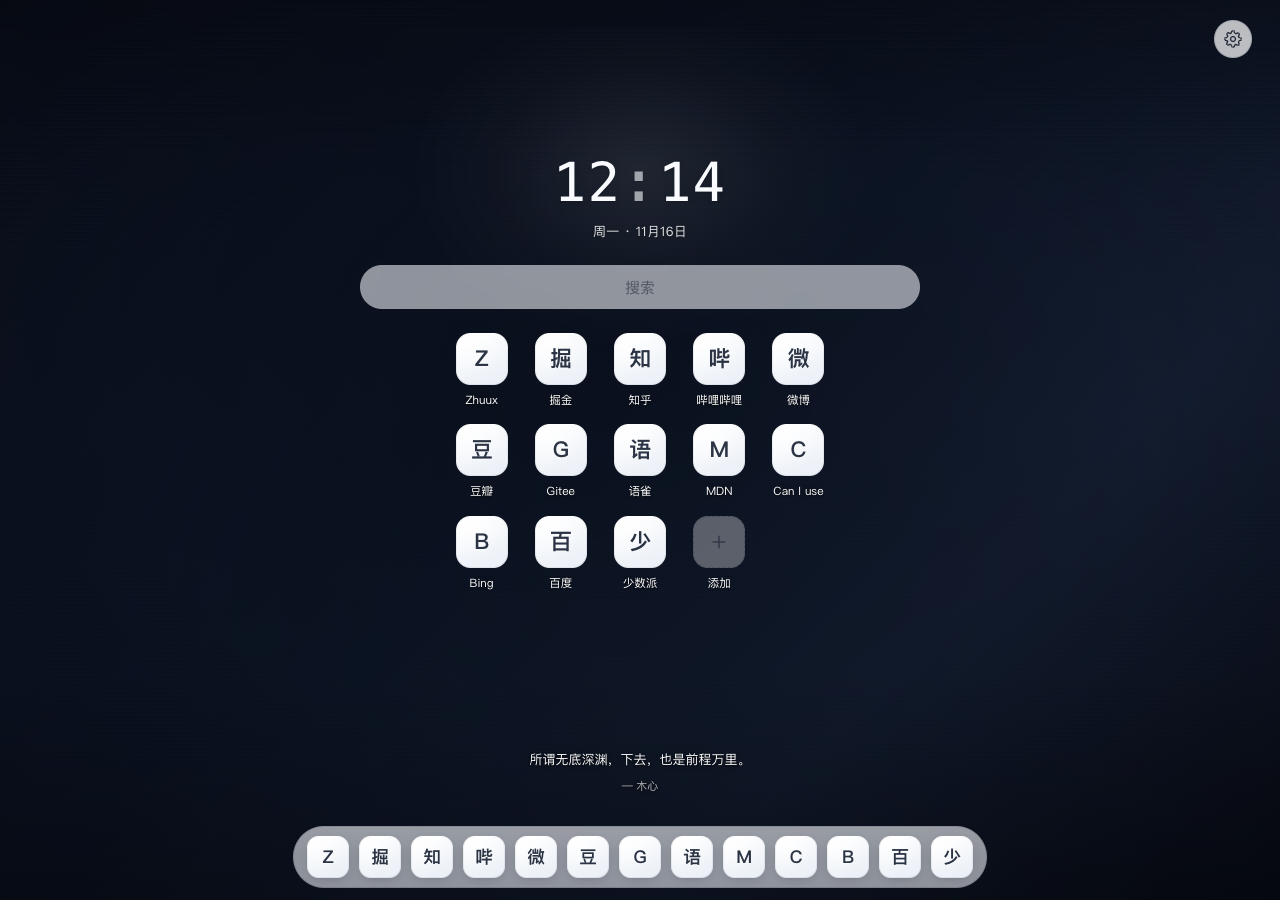 12:14
周一 · 11月16日
搜索
Z 掘 知 哔 微
Zhuux 掘金 知乎 哔哩哔哩 微博
豆 G 语 M C
豆瓣 Gitee 语雀 MDN Can I use
B 百 少 +
Bing 百度 少数派 添加
所谓无底深渊，下去，也是前程万里。
— 木心
Z 掘 知 哔 微 豆 G 语 M C B 百 少